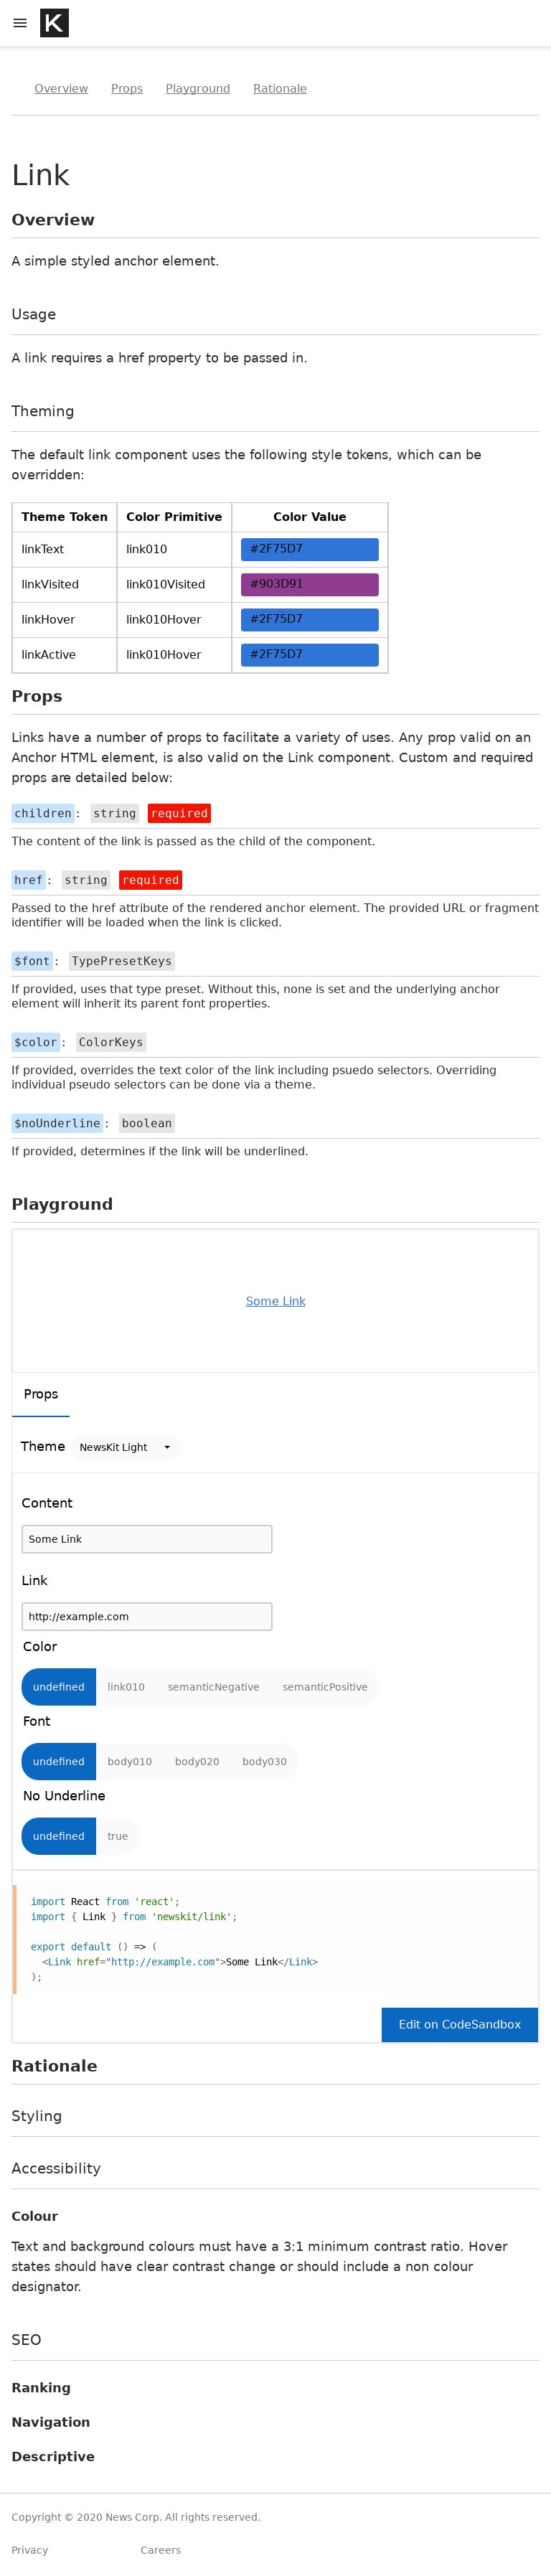 K
Overview Props Playground Rationale
Link
Overview
A simple styled anchor element.
Usage
A link requires a href property to be passed in.
Theming
The default link component uses the following style tokens, which can be
overridden:
Theme Token Color Primitive Color Value
linkText link010 #2F75D7
linkVisited link010Visited #903D91
linkHover link010Hover #2F75D7
linkActive link010Hover #2F75D7
Props
Links have a number of props to facilitate a variety of uses. Any prop valid on an
Anchor HTML element, is also valid on the Link component. Custom and required
props are detailed below:
children: string required
The content of the link is passed as the child of the component.
href: string required
Passed to the href attribute of the rendered anchor element. The provided URL or fragment
identifier will be loaded when the link is clicked.
$font: TypePresetKeys
If provided, uses that type preset. Without this, none is set and the underlying anchor
element will inherit its parent font properties.
$color: ColorKeys
If provided, overrides the text color of the link including psuedo selectors. Overriding
individual pseudo selectors can be done via a theme.
$noUnderline: boolean
If provided, determines if the link will be underlined.
Playground
Some Link
Props
Theme NewsKit Light
Content
Some Link
Link
http://example.com
Color
undefined link010 semanticNegative semanticPositive
Font
undefined body010 body020 body030
No Underline
undefined true
import React from 'react';
import { Link } from 'newskit/link';
export default () => (
<Link href="http://example.com">Some Link</Link>
);
Edit on CodeSandbox
Rationale
Styling
Accessibility
Colour
Text and background colours must have a 3:1 minimum contrast ratio. Hover
states should have clear contrast change or should include a non colour
designator.
SEO
Ranking
Navigation
Descriptive
Copyright © 2020 News Corp. All rights reserved.
Privacy Careers